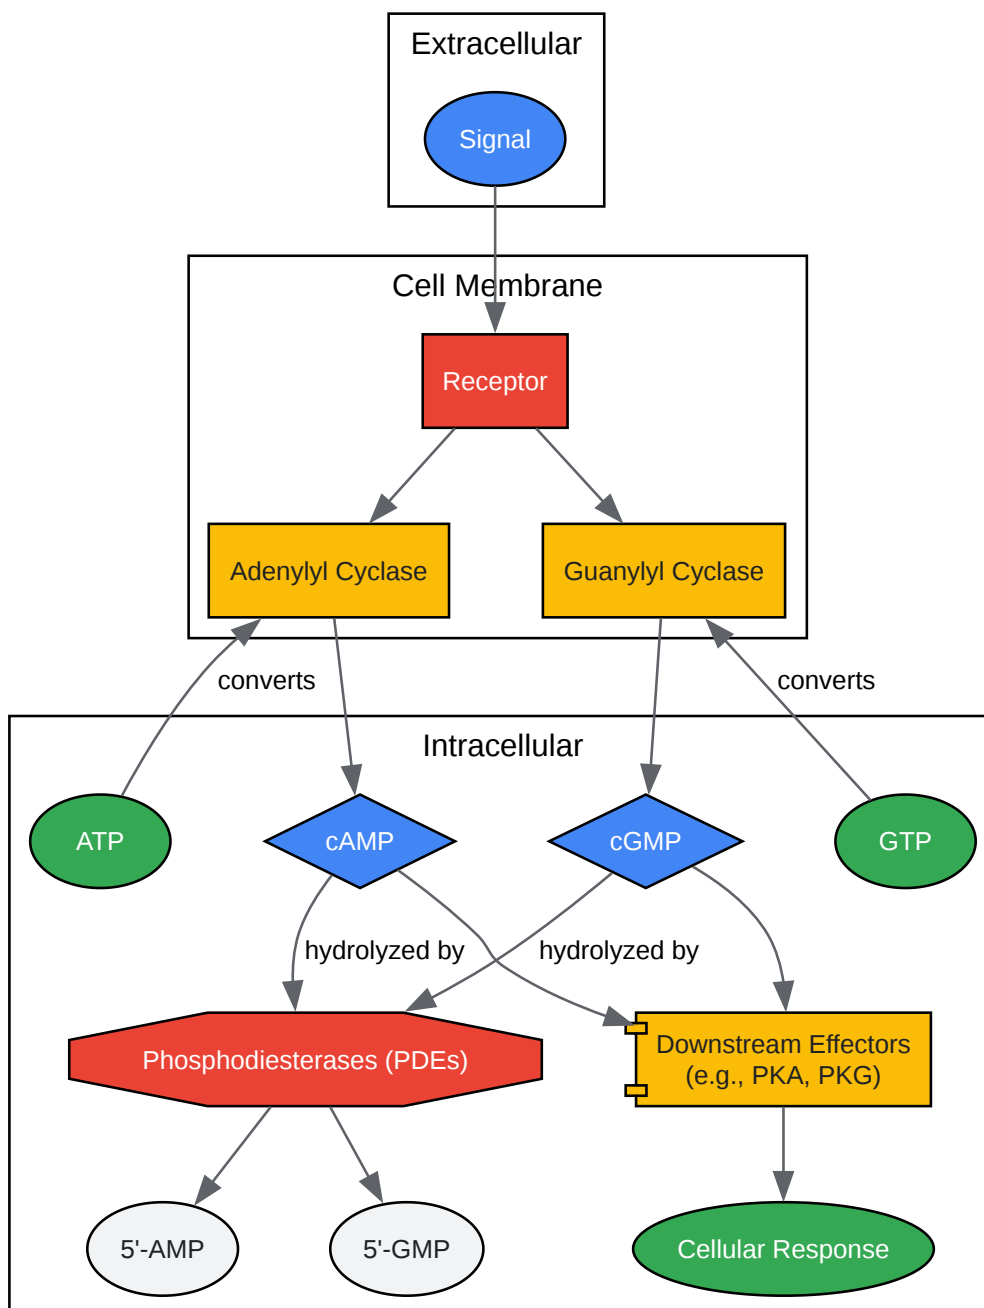 Extracellular
Signal
Cell Membrane
Receptor
Adenylyl Cyclase
Guanylyl Cyclase
converts
converts
Intracellular
ATP
cAMP
cGMP
GTP
hydrolyzed by
hydrolyzed by
Phosphodiesterases (PDEs)
Downstream Effectors
(e.g., PKA, PKG)
5'-AMP
5'-GMP
Cellular Response